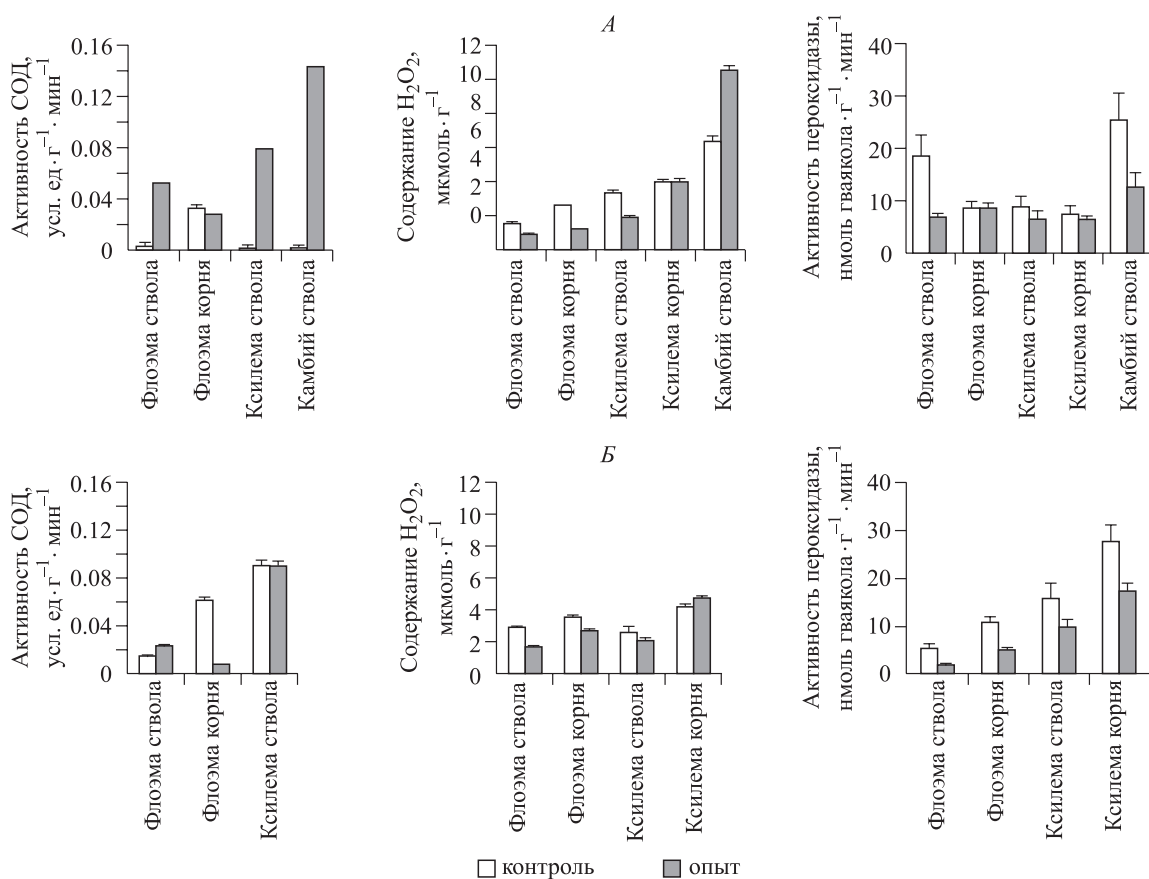 А
Активность СОД,
усл. ед·г⁻¹·мин⁻¹
0.16
0.12
0.08
0.04
0
Флоэма ствола
Флоэма корня
Ксилема ствола
Камбий ствола
Содержание H₂O₂,
мкмоль·г⁻¹
12
10
8
6
4
2
0
Флоэма ствола
Флоэма корня
Ксилема ствола
Ксилема корня
Камбий ствола
Активность пероксидазы,
нмоль гваякола·г⁻¹·мин⁻¹
40
30
20
10
0
Флоэма ствола
Флоэма корня
Ксилема ствола
Ксилема корня
Камбий ствола
Б
Активность СОД,
усл. ед·г⁻¹·мин⁻¹
0.16
0.12
0.08
0.04
0
Флоэма ствола
Флоэма корня
Ксилема ствола
Содержание H₂O₂,
мкмоль·г⁻¹
12
10
8
6
4
2
0
Флоэма ствола
Флоэма корня
Ксилема ствола
Ксилема корня
Активность пероксидазы,
нмоль гваякола·г⁻¹·мин⁻¹
40
30
20
10
0
Флоэма ствола
Флоэма корня
Ксилема ствола
Ксилема корня
контроль
опыт